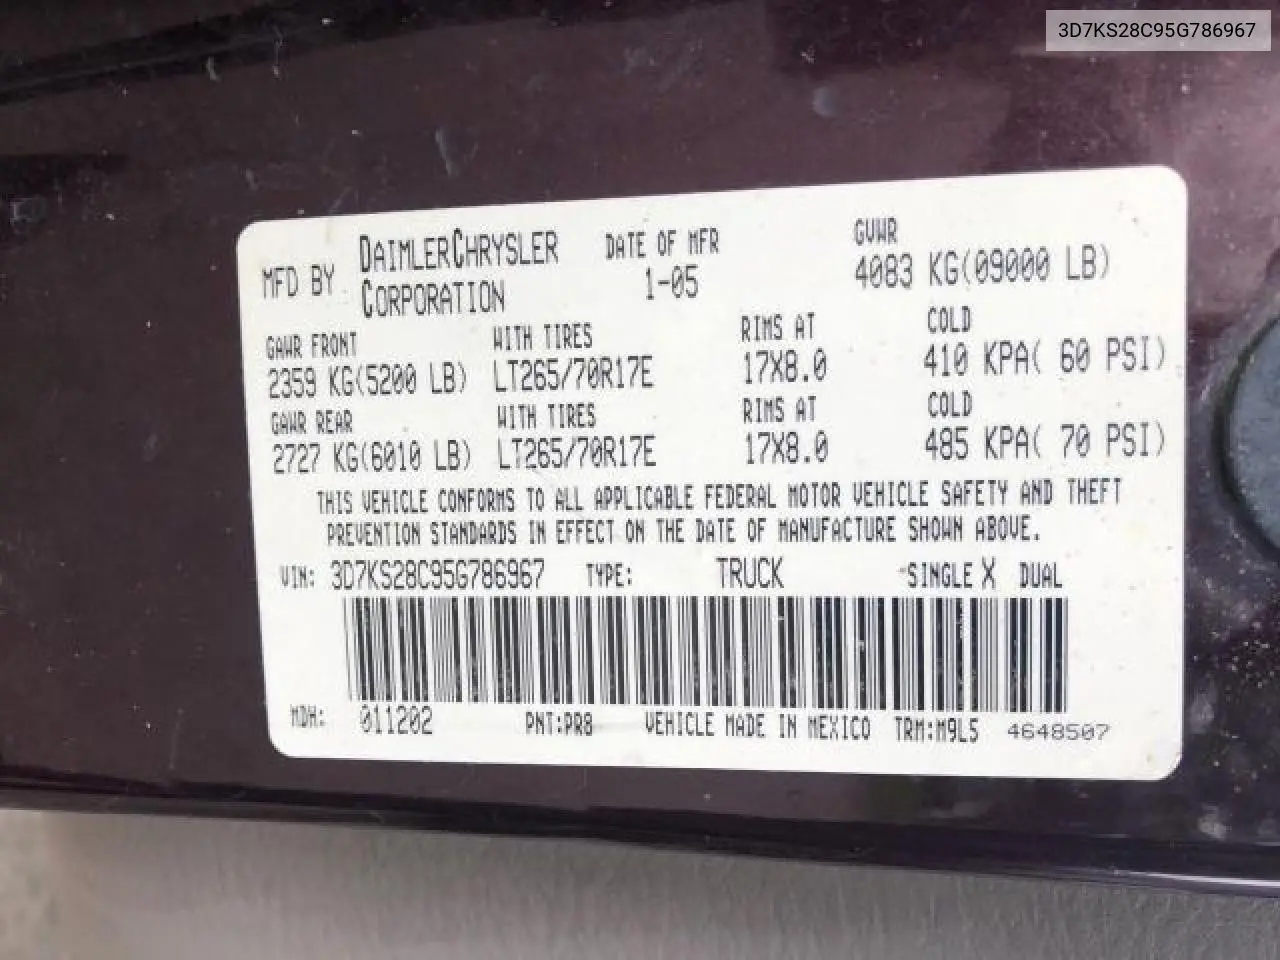 3D7KS28C95G786967
MFD BY DAIMLERCHRYSLER CORPORATION DATE OF MFR 1-05 GVWR 4083 KG(09000 LB)
GAWR FRONT WITH TIRES RIMS AT COLD
2359 KG(5200 LB) LT265/70R17E 17X8.0 410 KPA( 60 PSI)
GAWR REAR WITH TIRES RIMS AT COLD
2727 KG(6010 LB) LT265/70R17E 17X8.0 485 KPA( 70 PSI)
THIS VEHICLE CONFORMS TO ALL APPLICABLE FEDERAL MOTOR VEHICLE SAFETY AND THEFT
PREVENTION STANDARDS IN EFFECT ON THE DATE OF MANUFACTURE SHOWN ABOVE.
VIN: 3D7KS28C95G786967 TYPE: TRUCK SINGLE X DUAL
MDH: 011202 PNT:PR8 VEHICLE MADE IN MEXICO TRM:M9L5 4648507